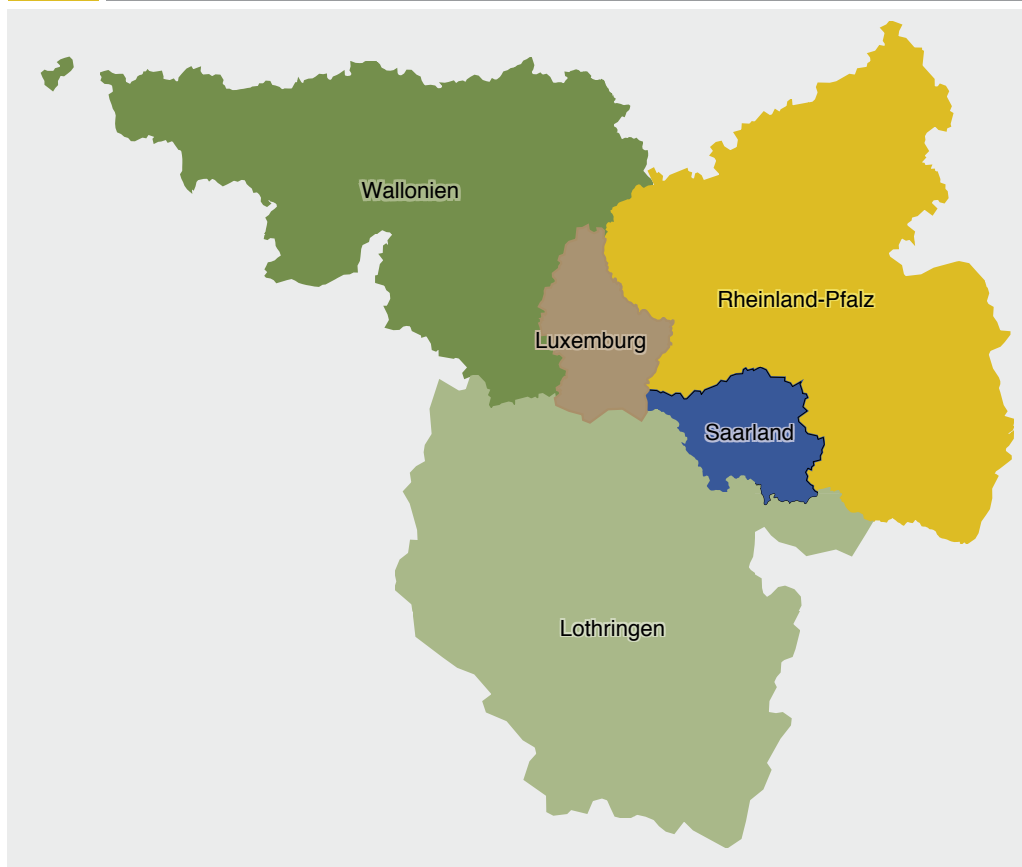 Wallonien
Rheinland-Pfalz
Luxemburg
Saarland
Lothringen